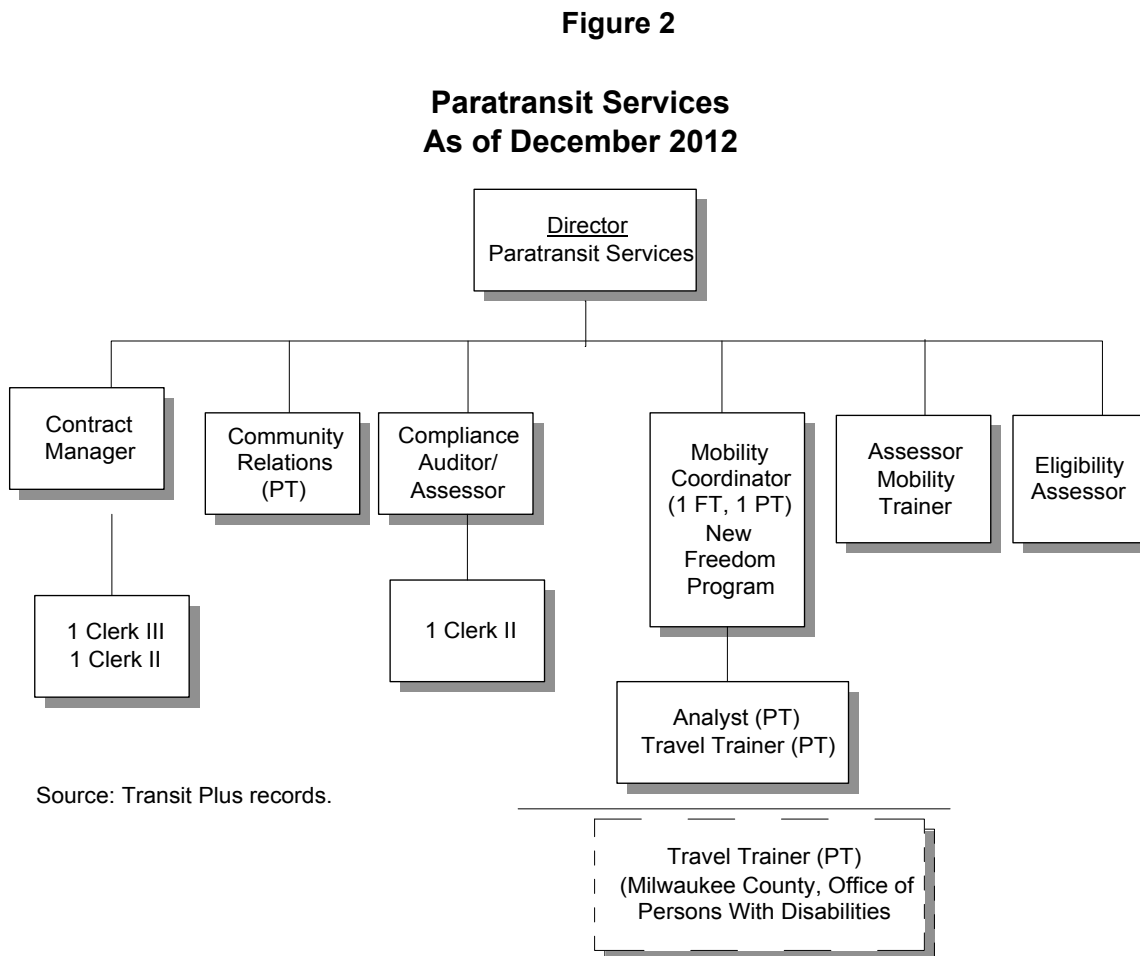 Figure 2
Paratransit Services
As of December 2012
Director
Paratransit Services
Contract
Manager
Community
Relations
(PT)
Compliance
Auditor/
Assessor
Mobility
Coordinator
(1 FT, 1 PT)
New
Freedom
Program
Assessor
Mobility
Trainer
Eligibility
Assessor
1 Clerk III
1 Clerk II
1 Clerk II
Analyst (PT)
Travel Trainer (PT)
Source: Transit Plus records.
Travel Trainer (PT)
(Milwaukee County, Office of
Persons With Disabilities